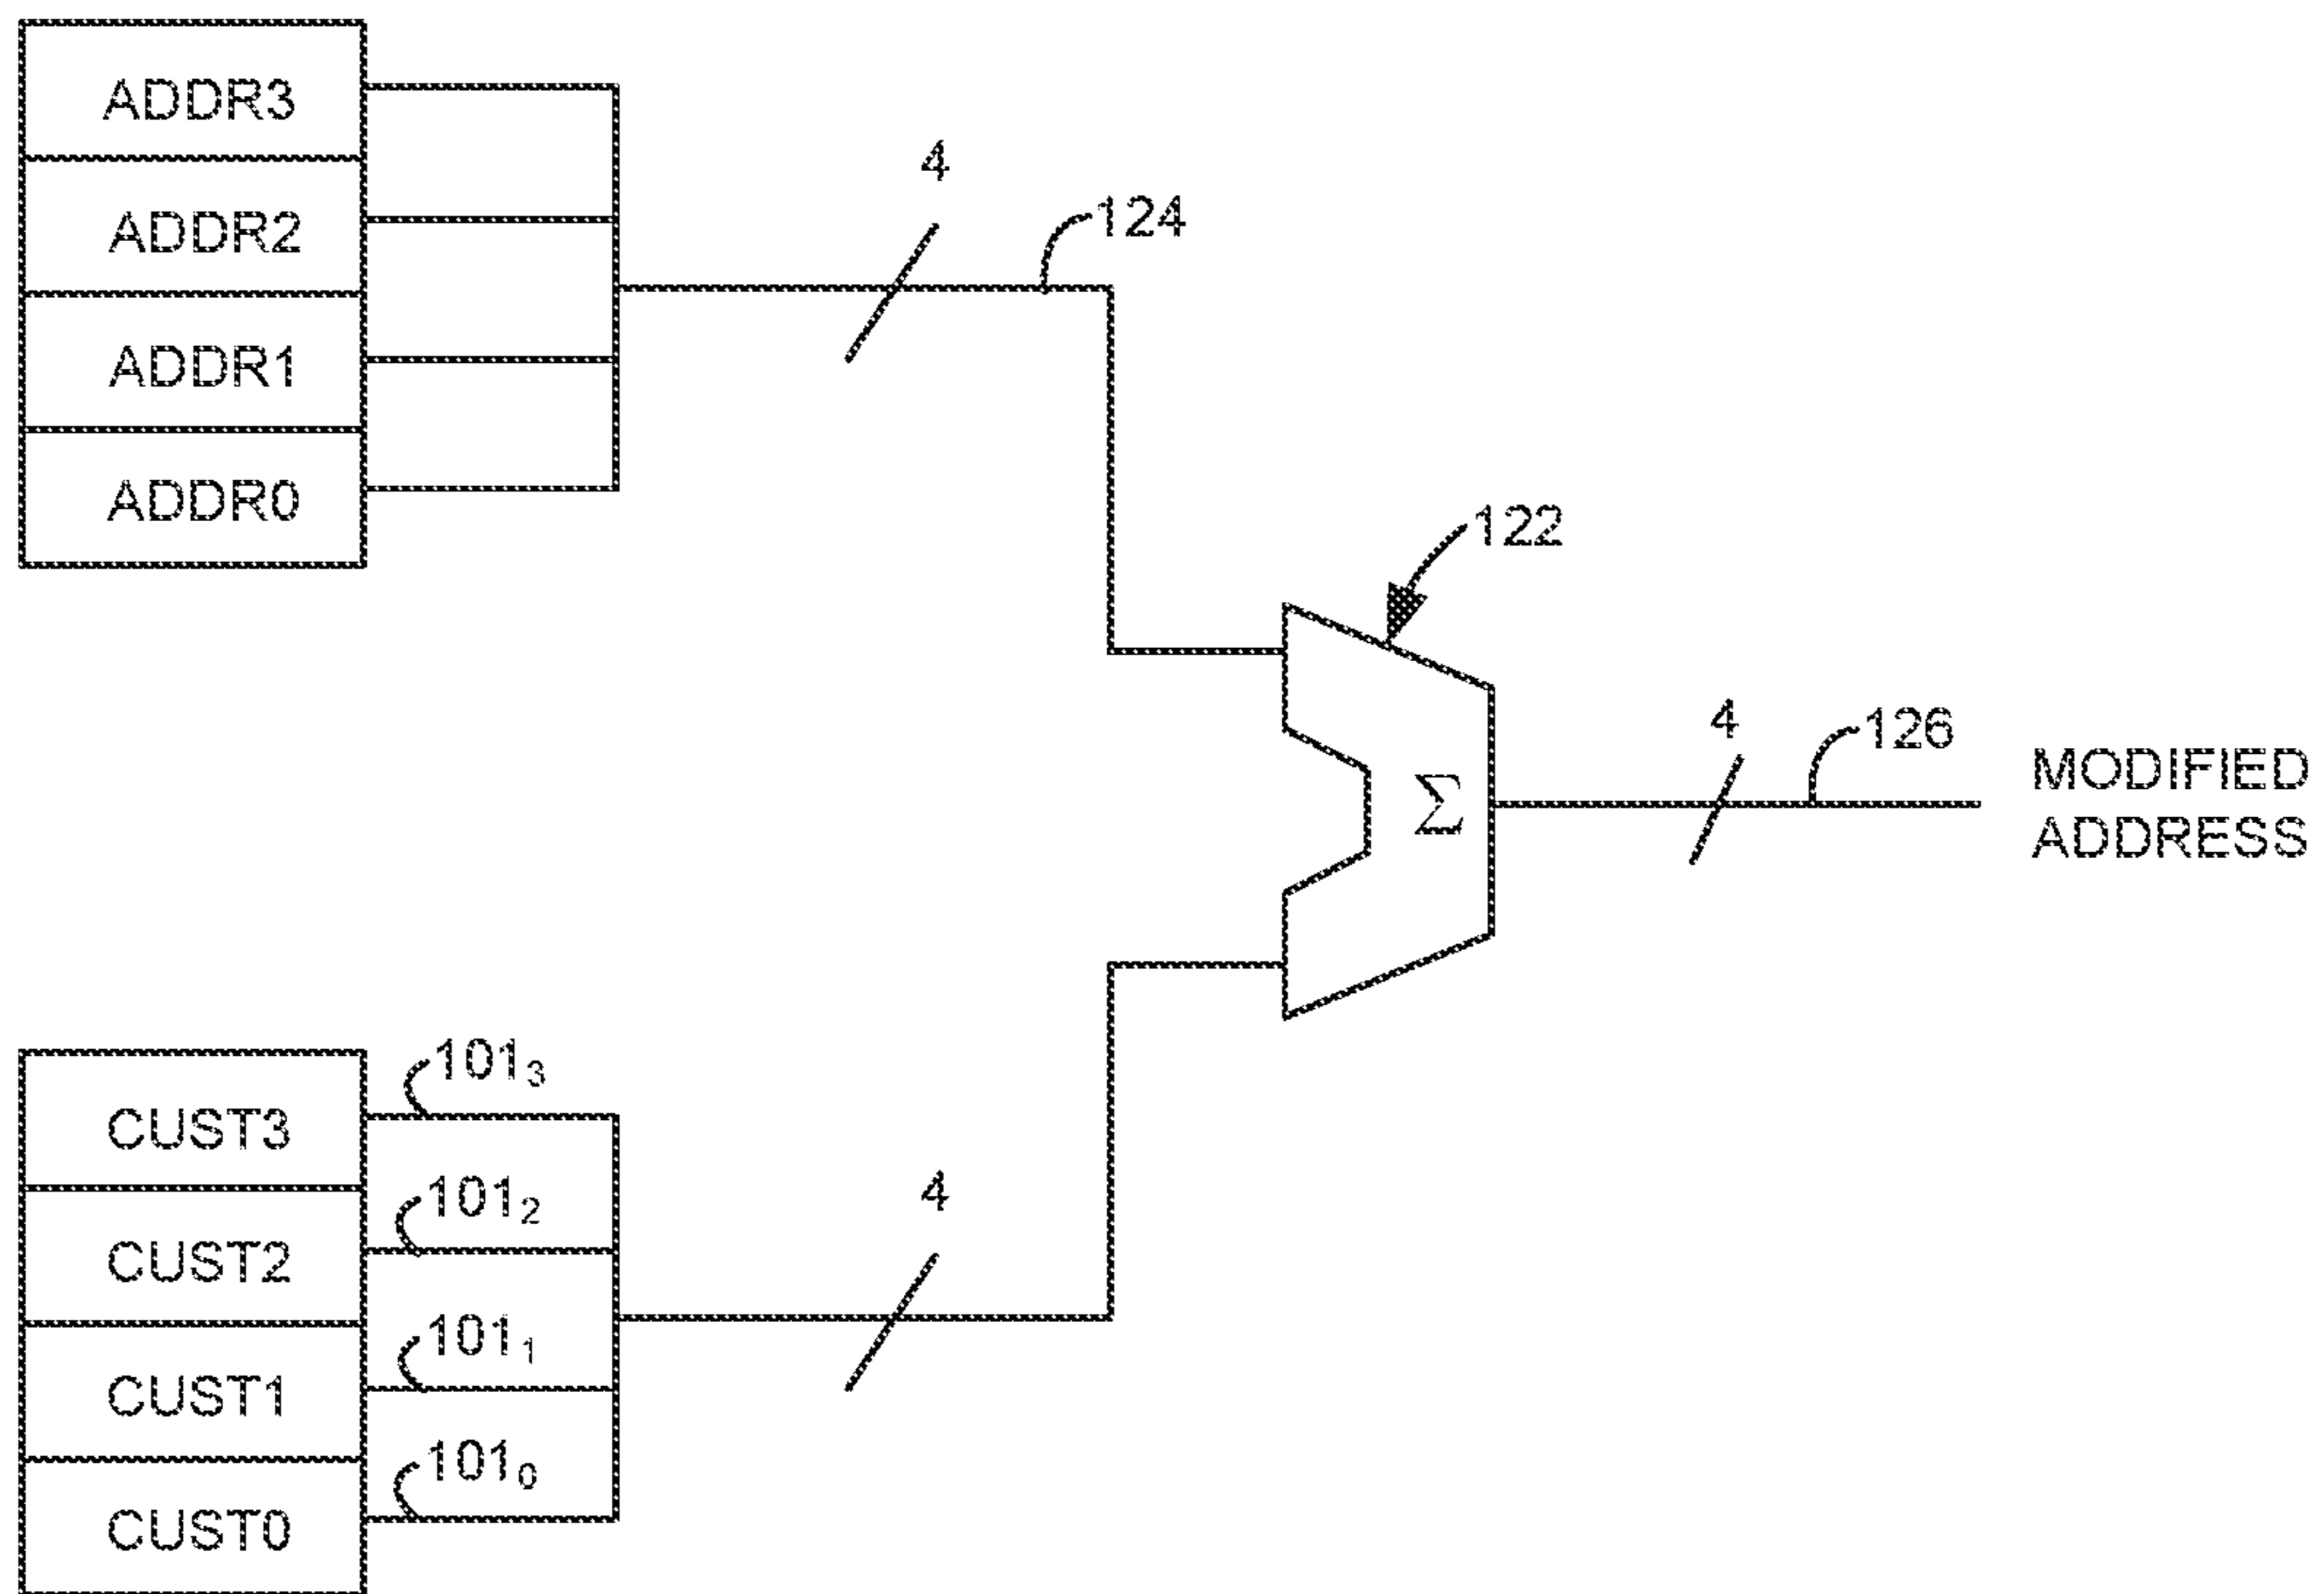 ADDR3
ADDR2
ADDR1
ADDR0
4
124
122
Σ
4
126
MODIFIED
ADDRESS
CUST3
CUST2
CUST1
CUST0
101₃
101₂
101₁
101₀
4